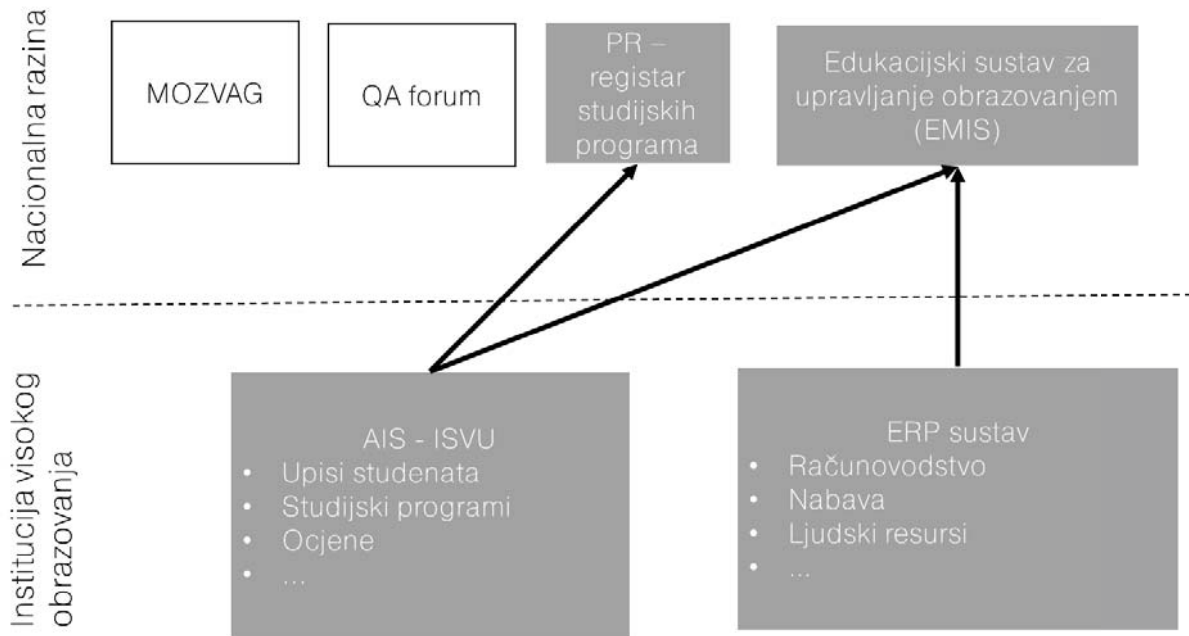 Nacionalna razina
MOZVAG
QA forum
PR –
registar
studijskih
programa
Edukacijski sustav za
upravljanje obrazovanjem
(EMIS)
Institucija visokog
obrazovanja
AIS - ISVU
• Upisi studenata
• Studijski programi
• Ocjene
• ...
ERP sustav
• Računovodstvo
• Nabava
• Ljudski resursi
• ...